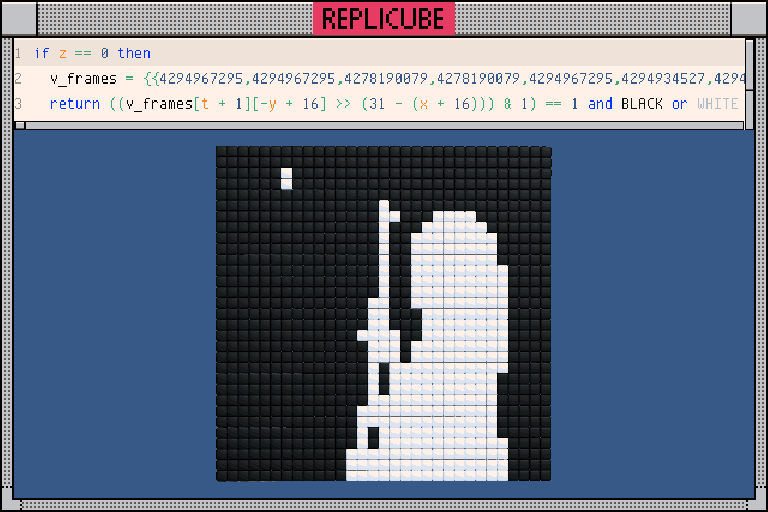 REPLICUBE
1 if z == 0 then
2 v_frames = {{4294967295,4294967295,4278190079,4278190079,4294967295,4294934527,4294
3 return ((v_frames[t + 1][-y + 16] >> (31 - (x + 16))) & 1) == 1 and BLACK or WHITE